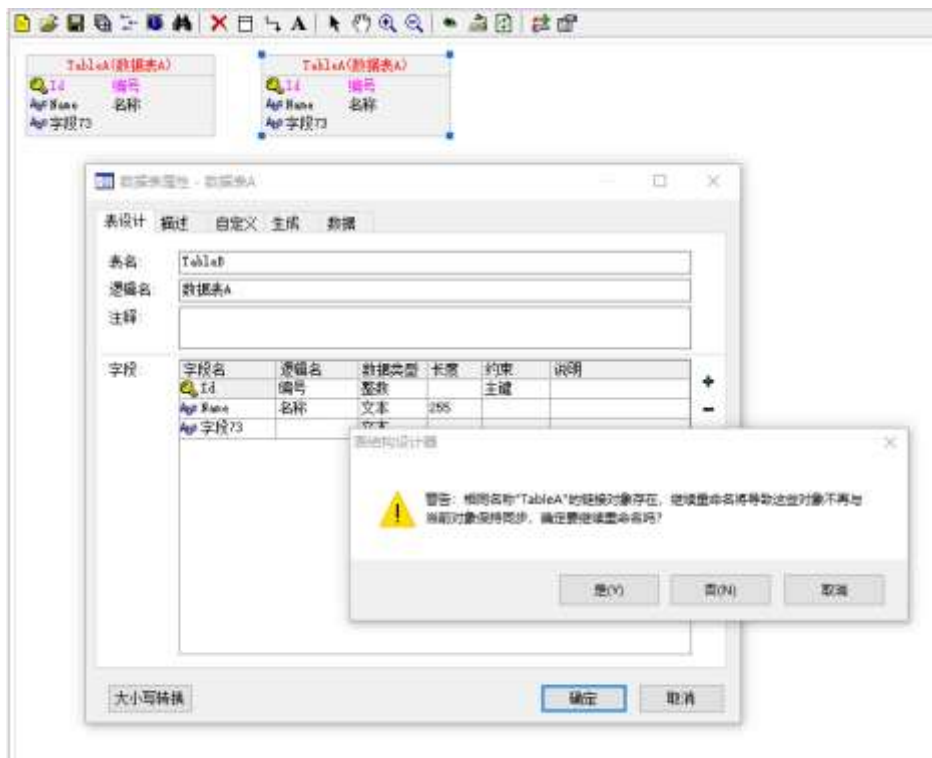 A
TableA(数据表A)
Id 编号
Name 名称
字段73
TableA(数据表A)
Id 编号
Name 名称
字段73
数据表属性 - 数据表A
表设计 描述 自定义 生成 数据
表名 TableB
逻辑名 数据表A
注释
字段
字段名 逻辑名 数据类型 长度 约束 说明
Id 编号 整数 主键
Name 名称 文本 255
字段73 文本
表结构设计器
警告：相同名称"TableA"的链接对象存在，继续重命名将导致这些对象不再与
当前对象保持同步，确定要继续重命名吗?
是(Y) 否(N) 取消
大小写转换 确定 取消